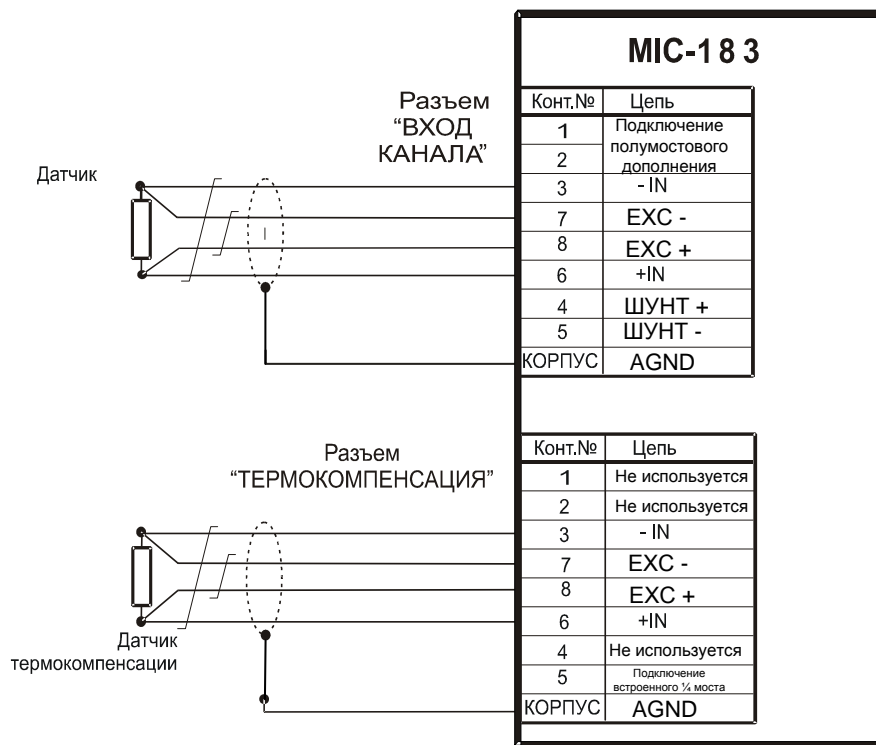 MIC-1 8 3
Разъем
“ВХОД
КАНАЛА”
Датчик
Конт.№ Цепь
1 Подключение
2 полумостового
дополнения
3 - IN
7 EXC -
8 EXC +
6 +IN
4 ШУНТ +
5 ШУНТ -
КОРПУС AGND
Разъем
“ТЕРМОКОМПЕНСАЦИЯ”
Датчик
термокомпенсации
Конт.№ Цепь
1 Не используется
2 Не используется
3 - IN
7 EXC -
8 EXC +
6 +IN
4 Не используется
5 Подключение
встроенного ¼ моста
КОРПУС AGND